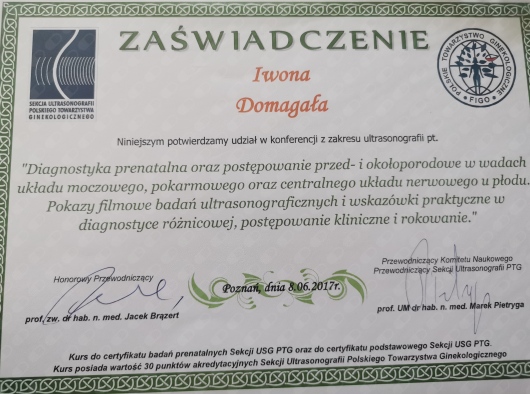 ZAŚWIADCZENIE
SEKCJA ULTRASONOGRAFII
POLSKIEGO TOWARZYSTWA
GINEKOLOGICZNEGO
POLSKIE TOWARZYSTWO GINEKOLOGICZNE
FIGO
Iwona
Domagała
Niniejszym potwierdzamy udział w konferencji z zakresu ultrasonografii pt.
"Diagnostyka prenatalna oraz postępowanie przed- i okołoporodowe w wadach
układu moczowego, pokarmowego oraz centralnego układu nerwowego u płodu.
Pokazy filmowe badań ultrasonograficznych i wskazówki praktyczne w
diagnostyce różnicowej, postępowanie kliniczne i rokowanie."
Honorowy Przewodniczący
prof. zw. dr hab. n. med. Jacek Brązert
Poznań, dnia 8.06.2017r.
Przewodniczący Komitetu Naukowego
Przewodniczący Sekcji Ultrasonografii PTG
prof. UM dr hab. n. med. Marek Pietryga
Kurs do certyfikatu badań prenatalnych Sekcji USG PTG oraz do certyfikatu podstawowego Sekcji USG PTG.
Kurs posiada wartość 30 punktów akredytacyjnych Sekcji Ultrasonografii Polskiego Towarzystwa Ginekologicznego